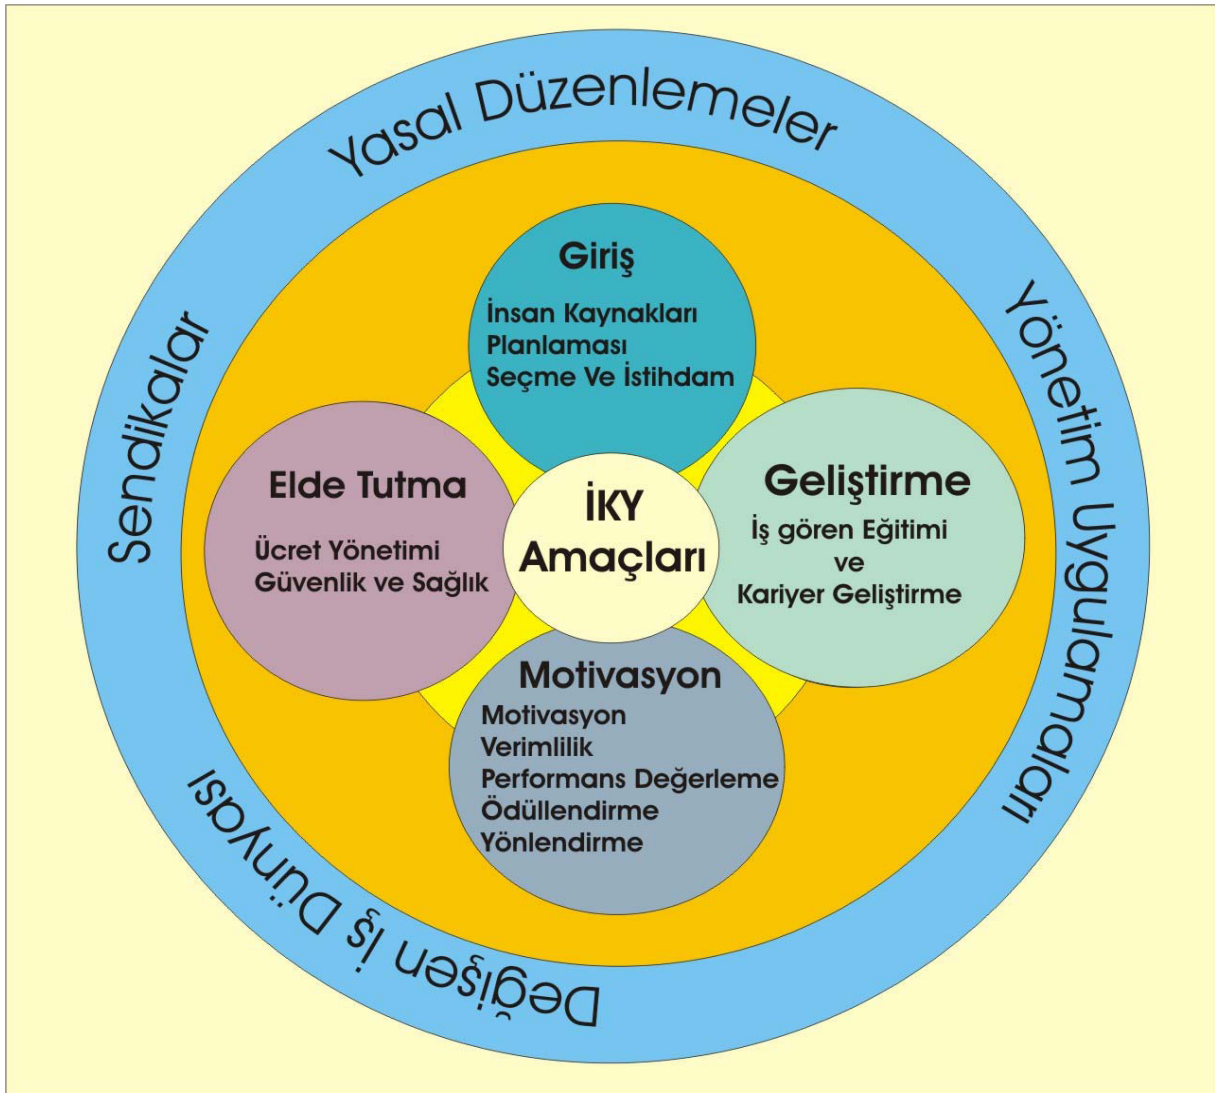 Yasal Düzenlemeler
Yönetim Uygulamaları
Değişen İş Dünyası
Sendikalar
Giriş
İnsan Kaynakları
Planlaması
Seçme Ve İstihdam
Elde Tutma
Ücret Yönetimi
Güvenlik ve Sağlık
İKY
Amaçları
Geliştirme
İş gören Eğitimi
ve
Kariyer Geliştirme
Motivasyon
Motivasyon
Verimlilik
Performans Değerleme
Ödüllendirme
Yönlendirme